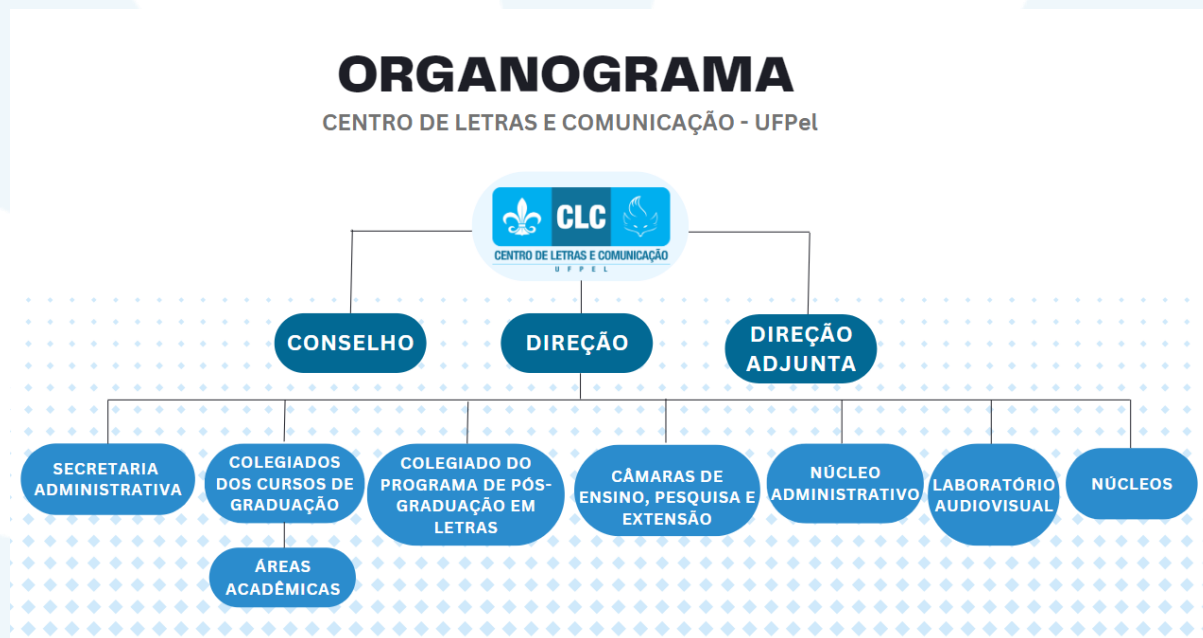 ORGANOGRAMA
CENTRO DE LETRAS E COMUNICAÇÃO - UFPel
CLC
CENTRO DE LETRAS E COMUNICAÇÃO
UFPEL
CONSELHO
DIREÇÃO
DIREÇÃO
ADJUNTA
SECRETARIA
ADMINISTRATIVA
COLEGIADOS
DOS CURSOS DE
GRADUAÇÃO
COLEGIADO DO
PROGRAMA DE PÓS-
GRADUAÇÃO EM
LETRAS
CÂMARAS DE
ENSINO, PESQUISA E
EXTENSÃO
NÚCLEO
ADMINISTRATIVO
LABORATÓRIO
AUDIOVISUAL
NÚCLEOS
ÁREAS
ACADÊMICAS